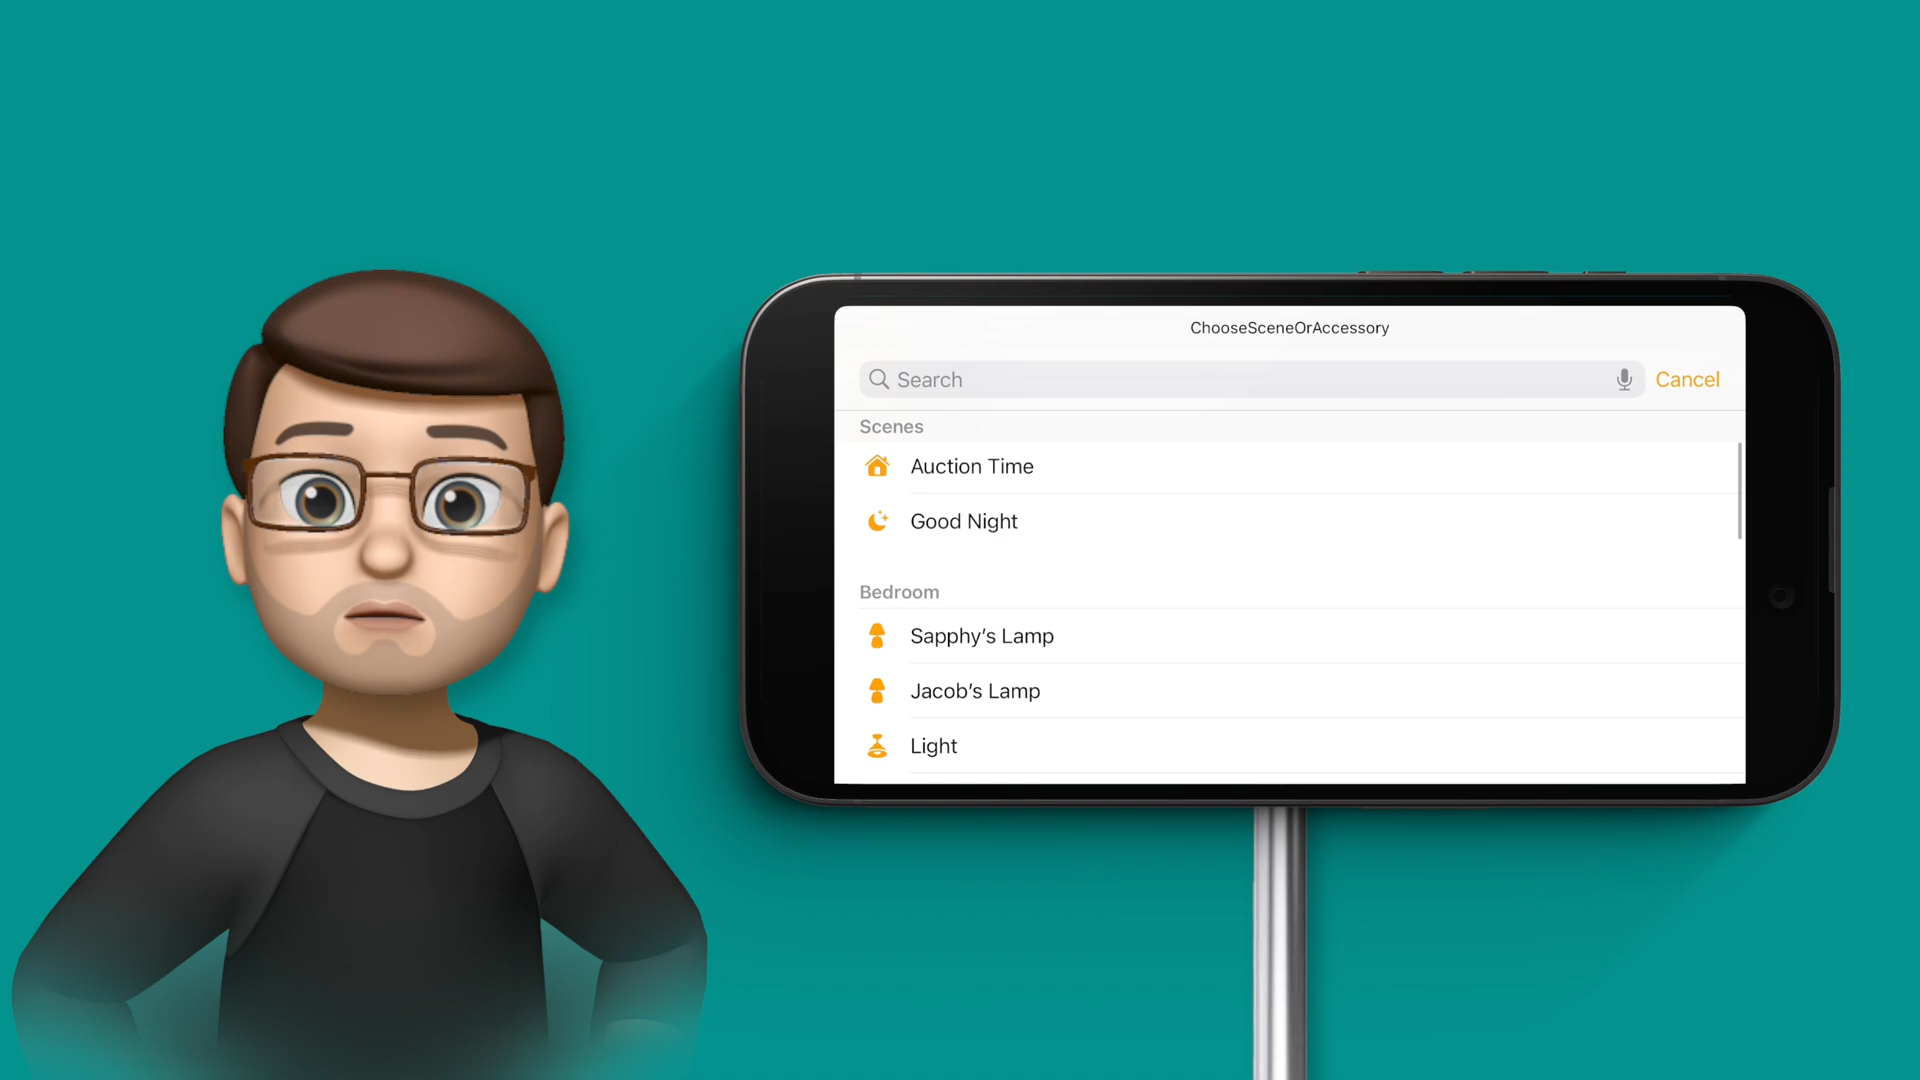 ChooseSceneOrAccessory
Search
Cancel
Scenes
Auction Time
Good Night
Bedroom
Sapphy’s Lamp
Jacob’s Lamp
Light